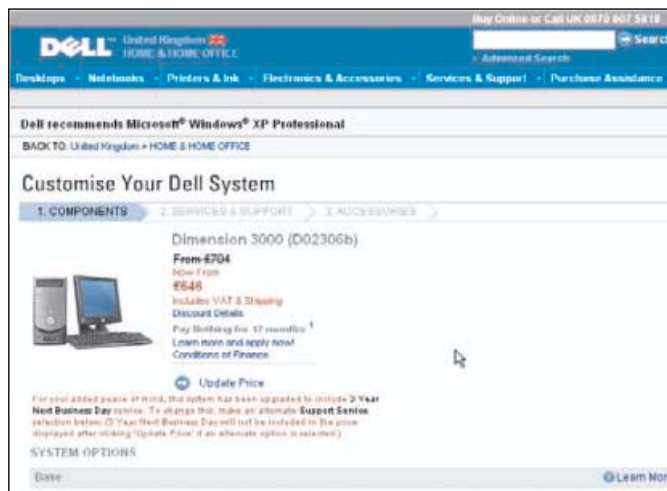 Buy Online or Call UK 0870 907 5818
DELL United Kingdom
HOME & HOME OFFICE
Search
Advanced Search
Desktops Notebooks Printers & Ink Electronics & Accessories Services & Support Purchase Assistance
Dell recommends Microsoft® Windows® XP Professional
BACK TO: United Kingdom > HOME & HOME OFFICE
Customise Your Dell System
1. COMPONENTS 2. SERVICES & SUPPORT 3. ACCESSORIES
Dimension 3000 (D02306b)
From £704
Now From
£646
Includes VAT & Shipping
Discount Details
Pay Nothing for 12 months 1
Learn more and apply now!
Conditions of Finance
Update Price
For your added peace of mind, this system has been upgraded to include 3 Year
Next Business Day service. To change this, make an alternate Support Service
selection below. (3 Year Next Business Day will not be included in the price
displayed after clicking 'Update Price' if an alternate option is selected.)
SYSTEM OPTIONS
Base Learn Mor